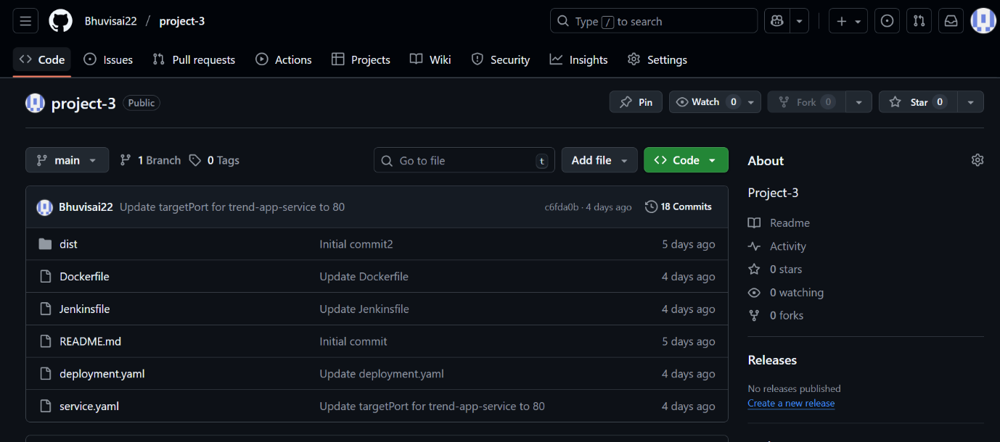 Bhuvisai22 / project-3
Type / to search
Code Issues Pull requests Actions Projects Wiki Security Insights Settings
project-3 Public
Pin Watch 0 Fork 0 Star 0
main 1 Branch 0 Tags
Go to file t Add file Code
Bhuvisai22 Update targetPort for trend-app-service to 80 c6fda0b · 4 days ago 18 Commits
dist Initial commit2 5 days ago
Dockerfile Update Dockerfile 4 days ago
Jenkinsfile Update Jenkinsfile 4 days ago
README.md Initial commit 5 days ago
deployment.yaml Update deployment.yaml 4 days ago
service.yaml Update targetPort for trend-app-service to 80 4 days ago
About
Project-3
Readme
Activity
0 stars
0 watching
0 forks
Releases
No releases published
Create a new release